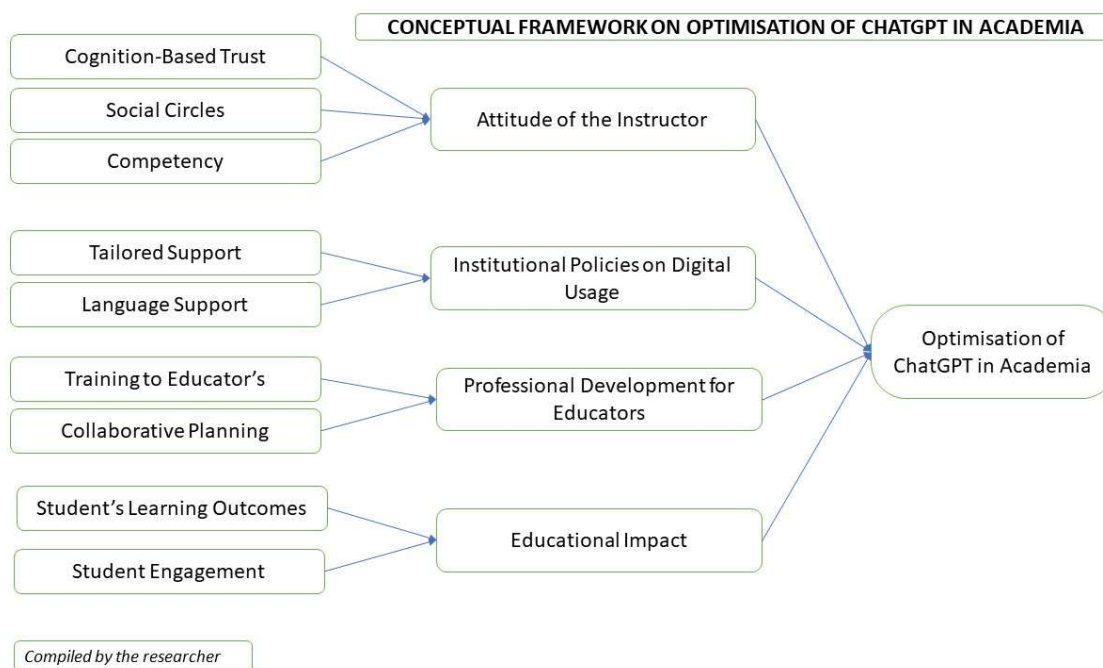 CONCEPTUAL FRAMEWORK ON OPTIMISATION OF CHATGPT IN ACADEMIA
Cognition-Based Trust
Social Circles
Competency
Attitude of the Instructor
Tailored Support
Language Support
Institutional Policies on Digital
Usage
Training to Educator's
Collaborative Planning
Professional Development for
Educators
Student’s Learning Outcomes
Student Engagement
Educational Impact
Optimisation of
ChatGPT in Academia
Compiled by the researcher